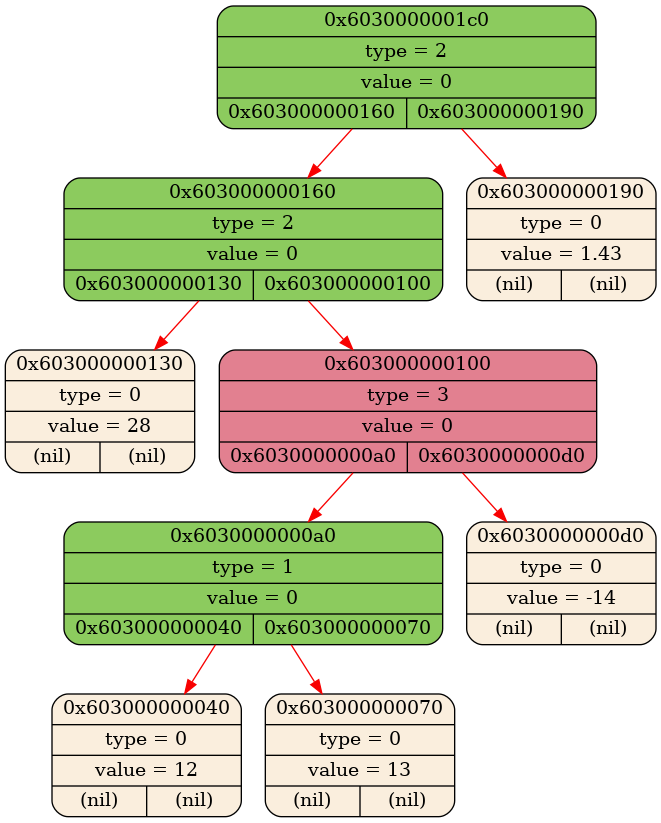 0x6030000001c0
type = 2
value = 0
0x603000000160 0x603000000190
0x603000000160
type = 2
value = 0
0x603000000130 0x603000000100
0x603000000190
type = 0
value = 1.43
(nil) (nil)
0x603000000130
type = 0
value = 28
(nil) (nil)
0x603000000100
type = 3
value = 0
0x6030000000a0 0x6030000000d0
0x6030000000a0
type = 1
value = 0
0x603000000040 0x603000000070
0x6030000000d0
type = 0
value = -14
(nil) (nil)
0x603000000040
type = 0
value = 12
(nil) (nil)
0x603000000070
type = 0
value = 13
(nil) (nil)